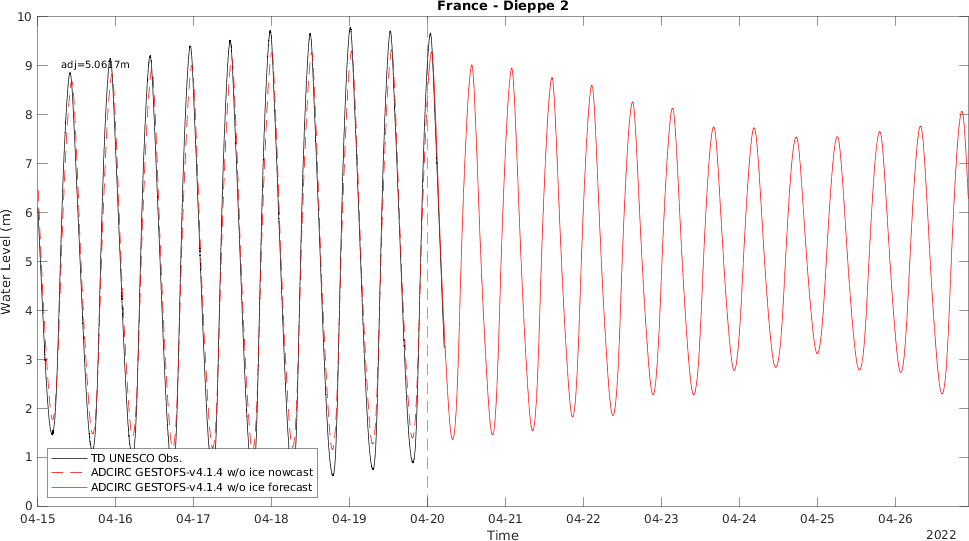 France - Dieppe 2
adj=5.0617m
Water Level (m)
10
9
8
7
6
5
4
3
2
1
0
TD UNESCO Obs.
ADCIRC GESTOFS-v4.1.4 w/o ice nowcast
ADCIRC GESTOFS-v4.1.4 w/o ice forecast
04-15 04-16 04-17 04-18 04-19 04-20 04-21 04-22 04-23 04-24 04-25 04-26
Time
2022